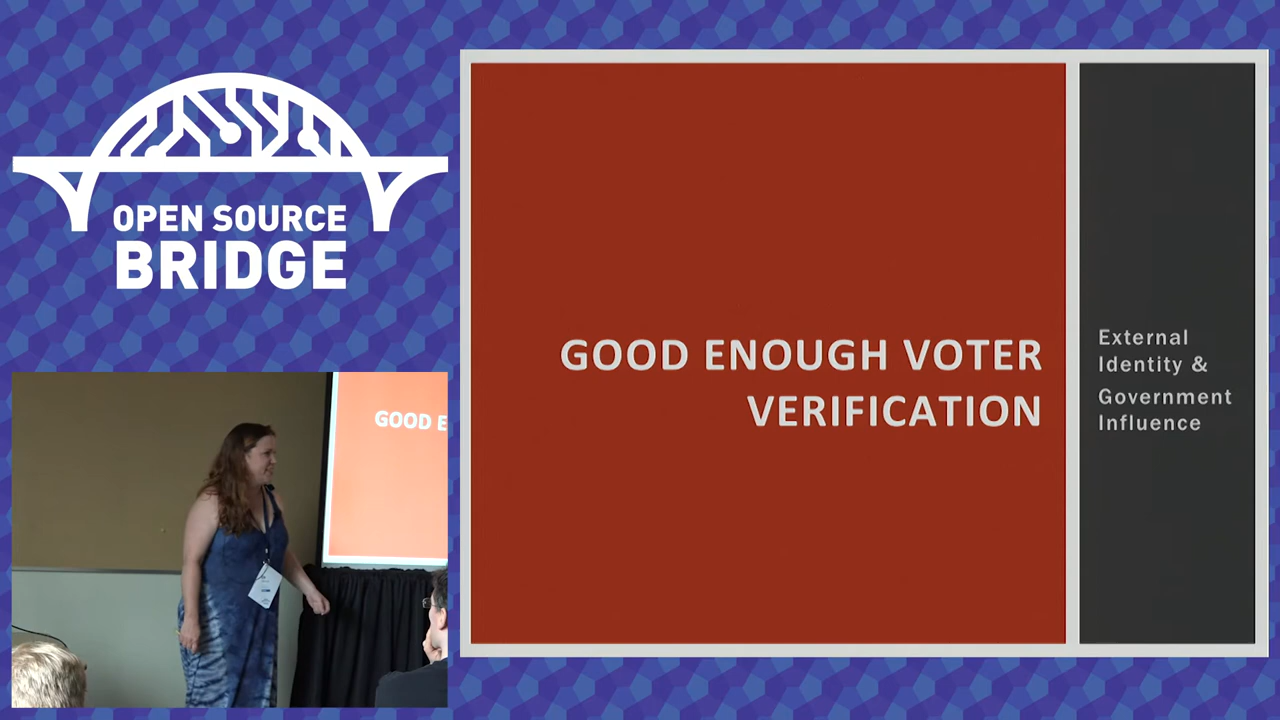 OPEN SOURCE
BRIDGE
GOOD ENOUGH VOTER
VERIFICATION
External
Identity &
Government
Influence
GOOD E